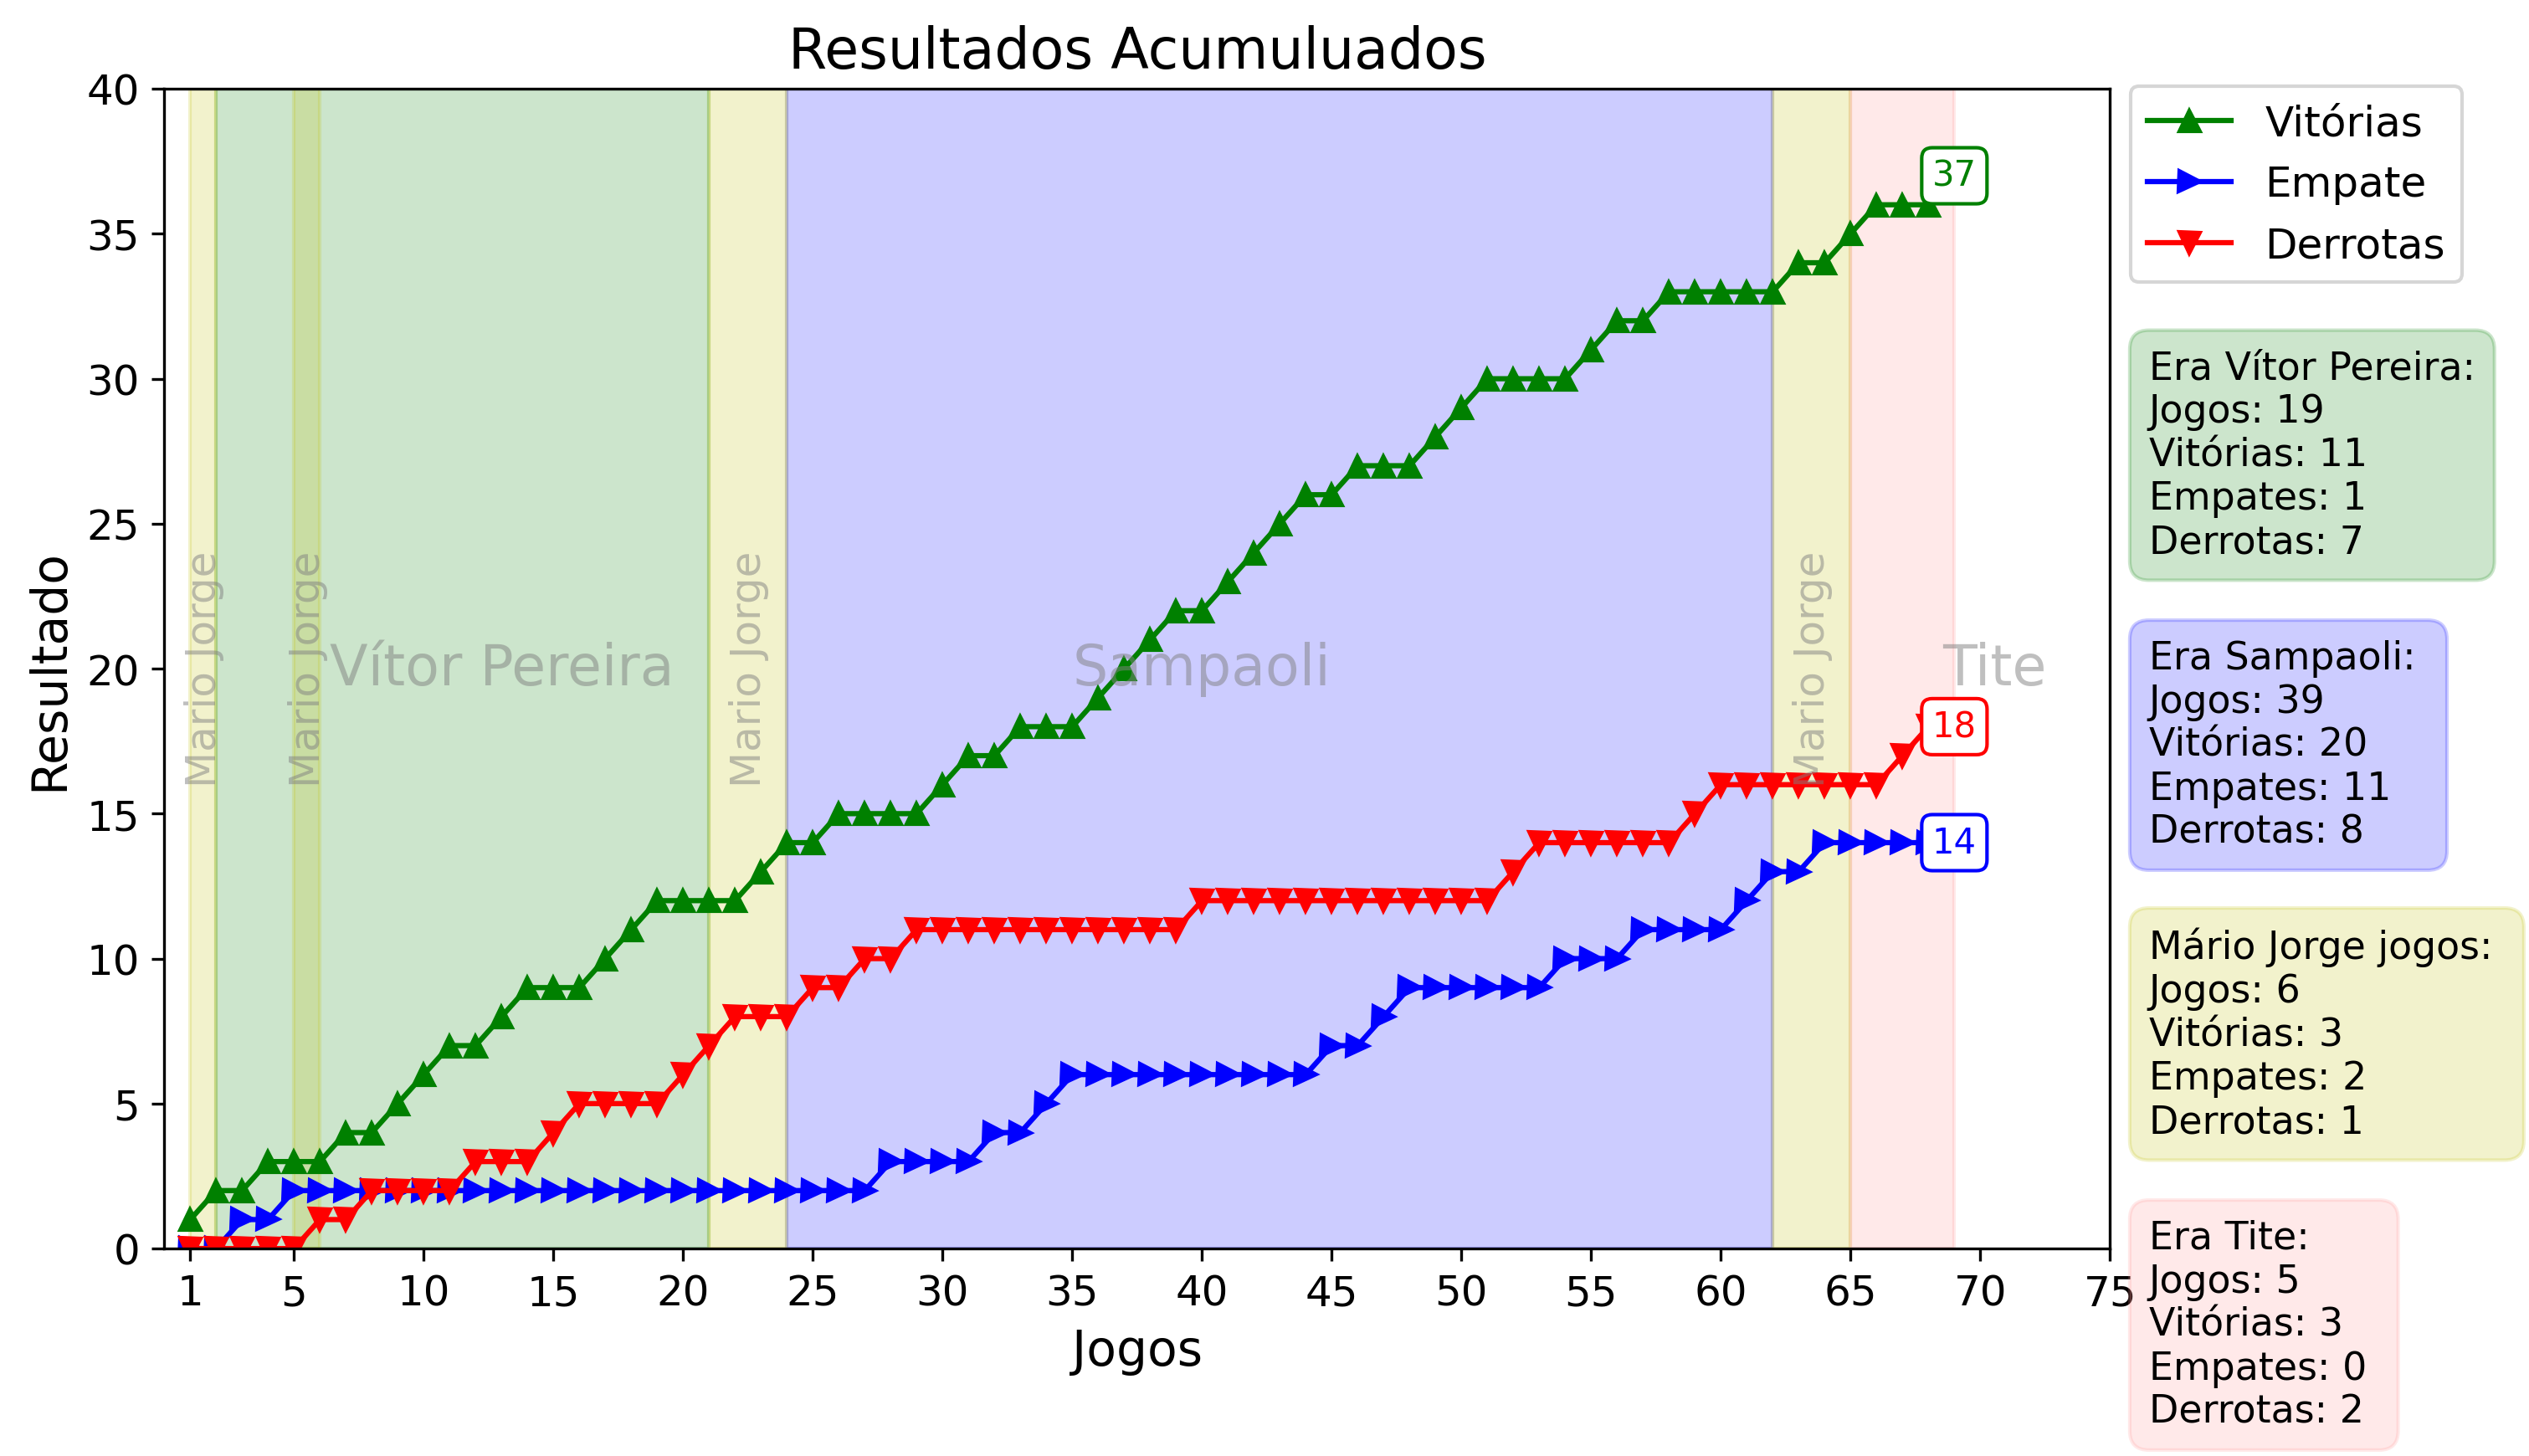 Resultados Acumuluados
Resultado
40
35
30
25
20
15
10
5
0
Mario Jorge
Mario Jorge
Vítor Pereira
Mario Jorge
Sampaoli
Mario Jorge
Tite
37
18
14
1 5 10 15 20 25 30 35 40 45 50 55 60 65 70 75
Jogos
Vitórias
Empate
Derrotas
Era Vítor Pereira:
Jogos: 19
Vitórias: 11
Empates: 1
Derrotas: 7
Era Sampaoli:
Jogos: 39
Vitórias: 20
Empates: 11
Derrotas: 8
Mário Jorge jogos:
Jogos: 6
Vitórias: 3
Empates: 2
Derrotas: 1
Era Tite:
Jogos: 5
Vitórias: 3
Empates: 0
Derrotas: 2